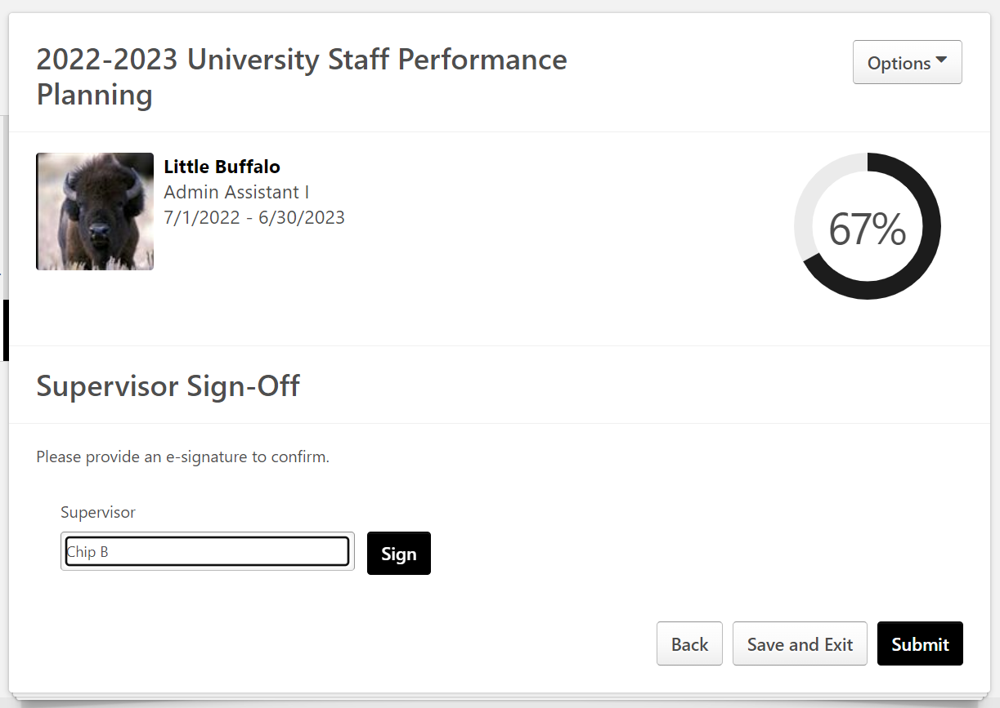 2022-2023 University Staff Performance
Planning
Options
Little Buffalo
Admin Assistant I
7/1/2022 - 6/30/2023
67%
Supervisor Sign-Off
Please provide an e-signature to confirm.
Supervisor
Chip B
Sign
Back
Save and Exit
Submit